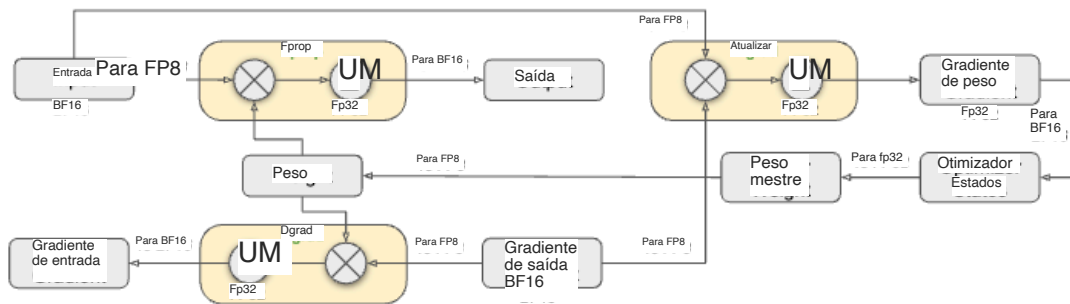 Para FP8
Fprop
Atualizar
Entrada
Para FP8
UM
Para BF16
Saída
UM
Gradiente
de peso
BF16
Fp32
Fp32
Fp32
Para
BF16
Peso
Para FP8
Peso
mestre
Para fp32
Otimizador
Estados
Dgrad
Gradiente
de entrada
Para BF16
UM
Fp32
Para FP8
Gradiente
de saída
BF16
Para FP8